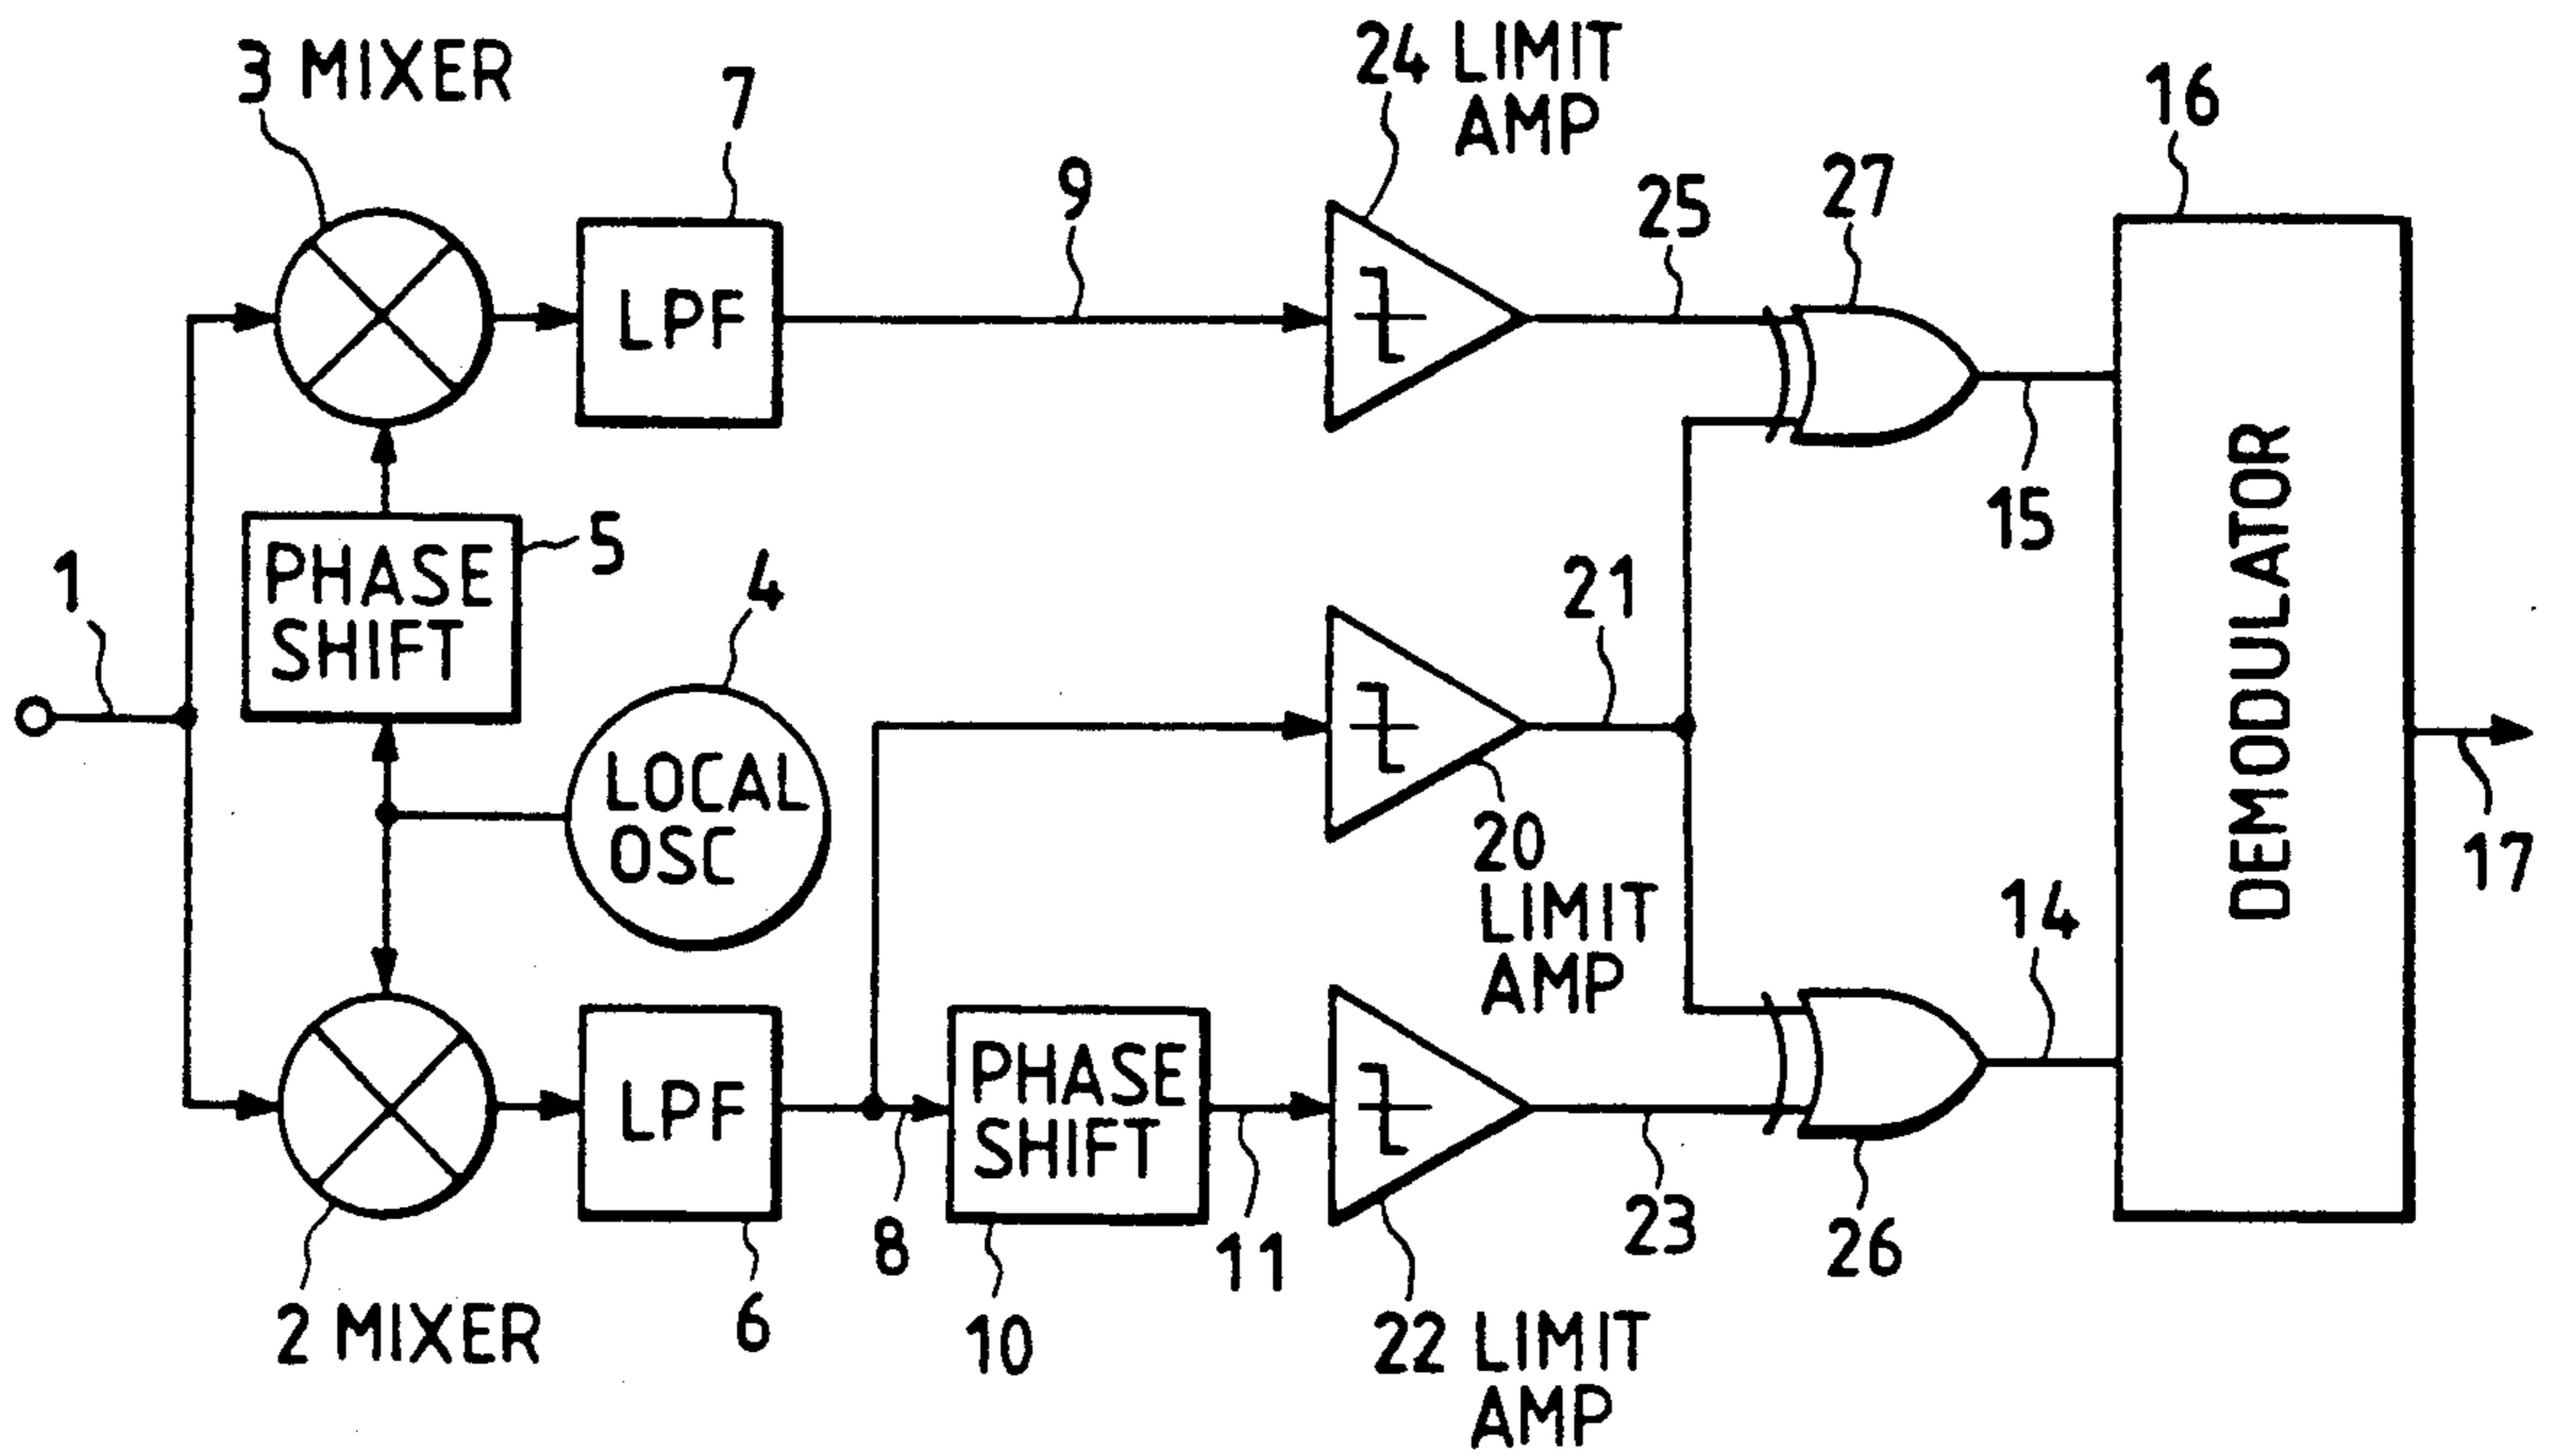 3 MIXER
7
9
24 LIMIT
AMP
25
27
16
LPF
1
PHASE
SHIFT
5
4
LOCAL
OSC
21
15
20
LIMIT
AMP
14
DEMODULATOR
17
LPF
8
PHASE
SHIFT
11
23
26
2 MIXER
6
10
22 LIMIT
AMP